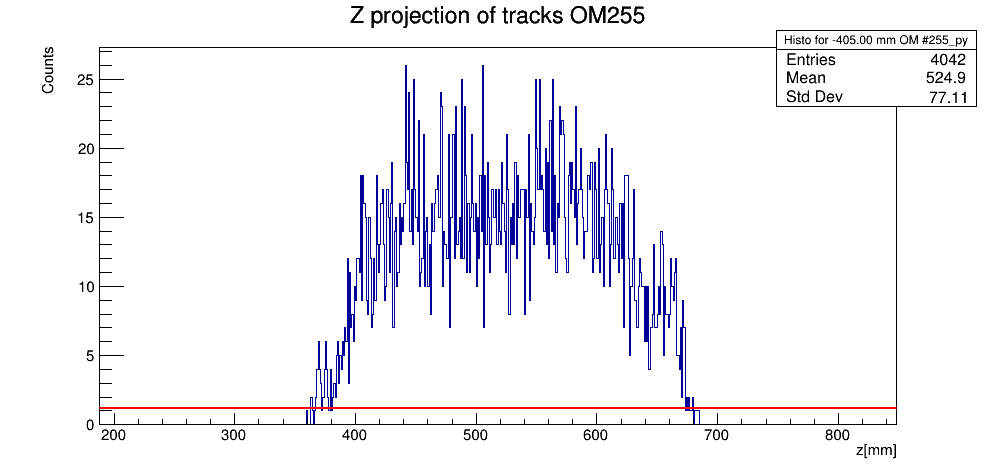 Z projection of tracks OM255
Histo for -405.00 mm OM #255_py
Entries 4042
Mean 524.9
Std Dev 77.11
Counts
25
20
15
10
5
0
200 300 400 500 600 700 800
z[mm]